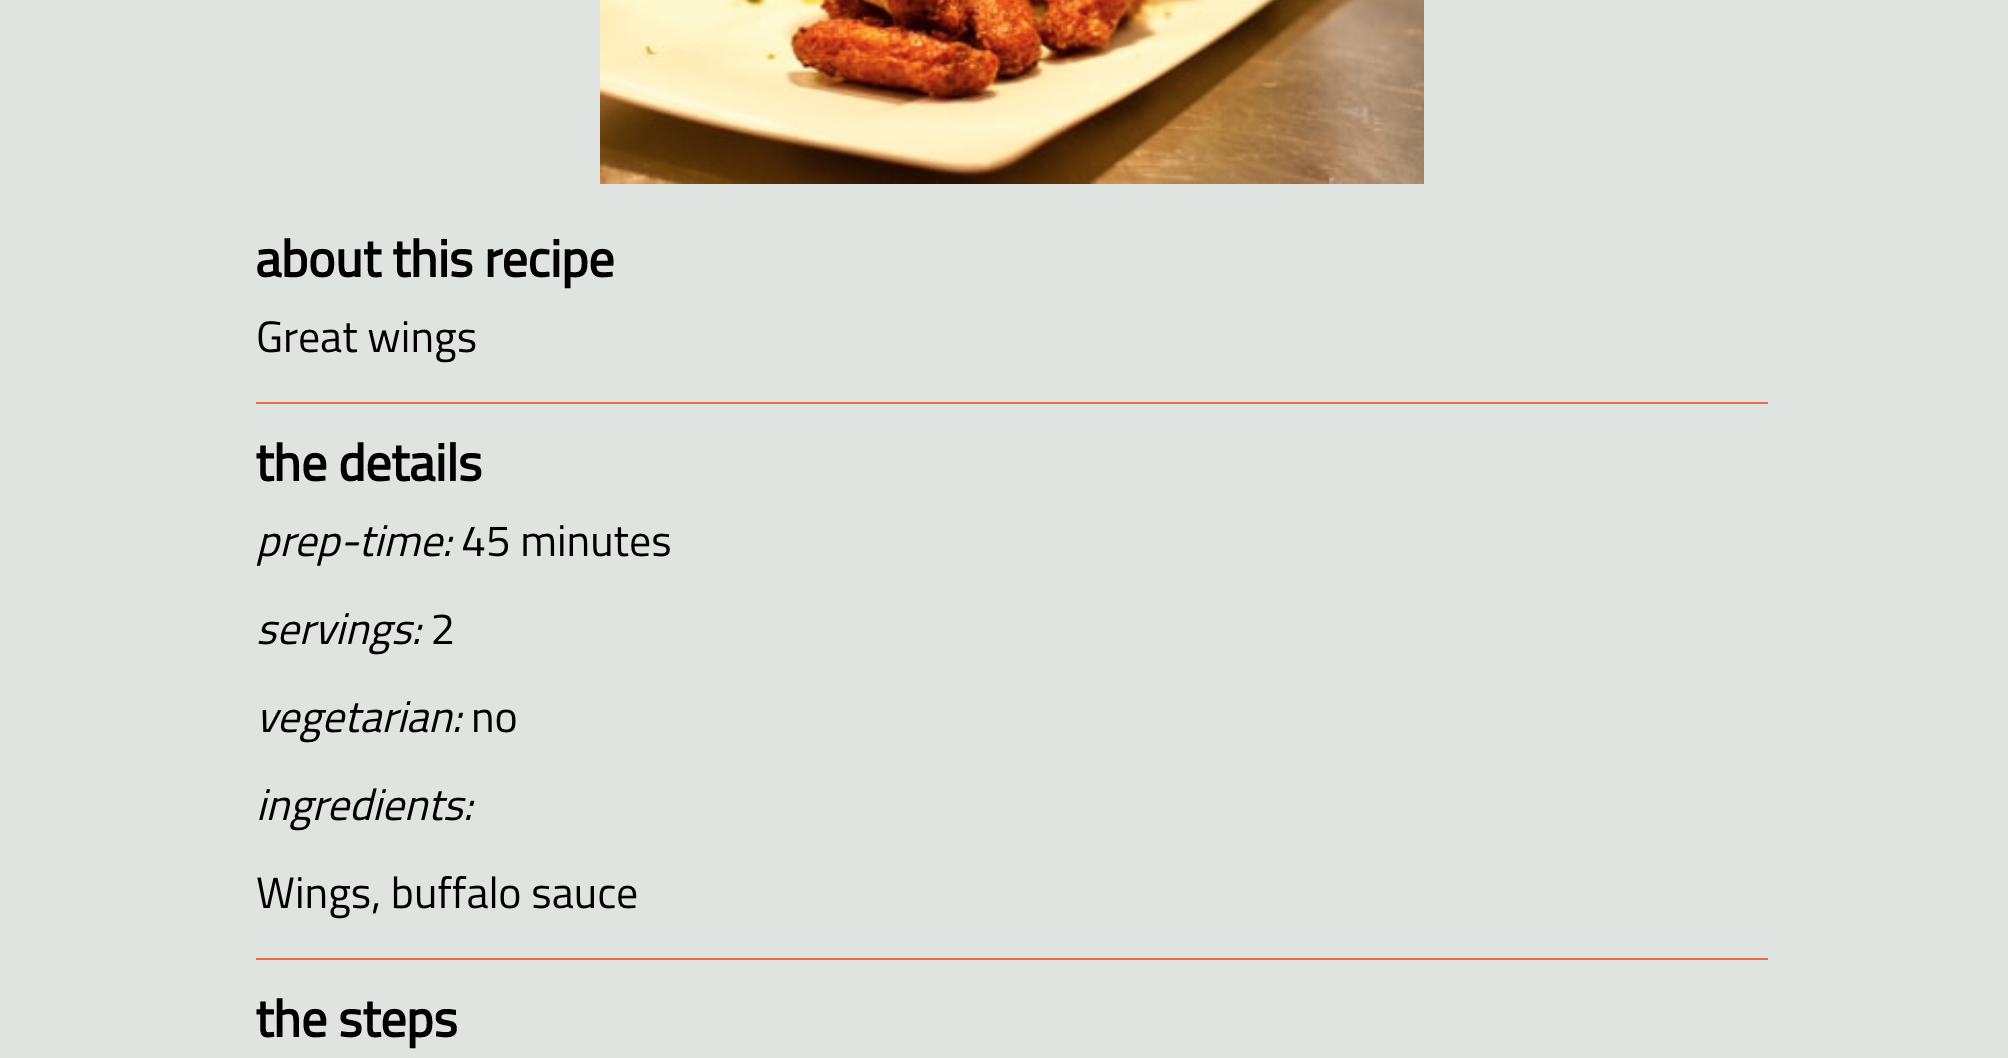 about this recipe
Great wings
the details
prep-time: 45 minutes
servings: 2
vegetarian: no
ingredients:
Wings, buffalo sauce
the steps